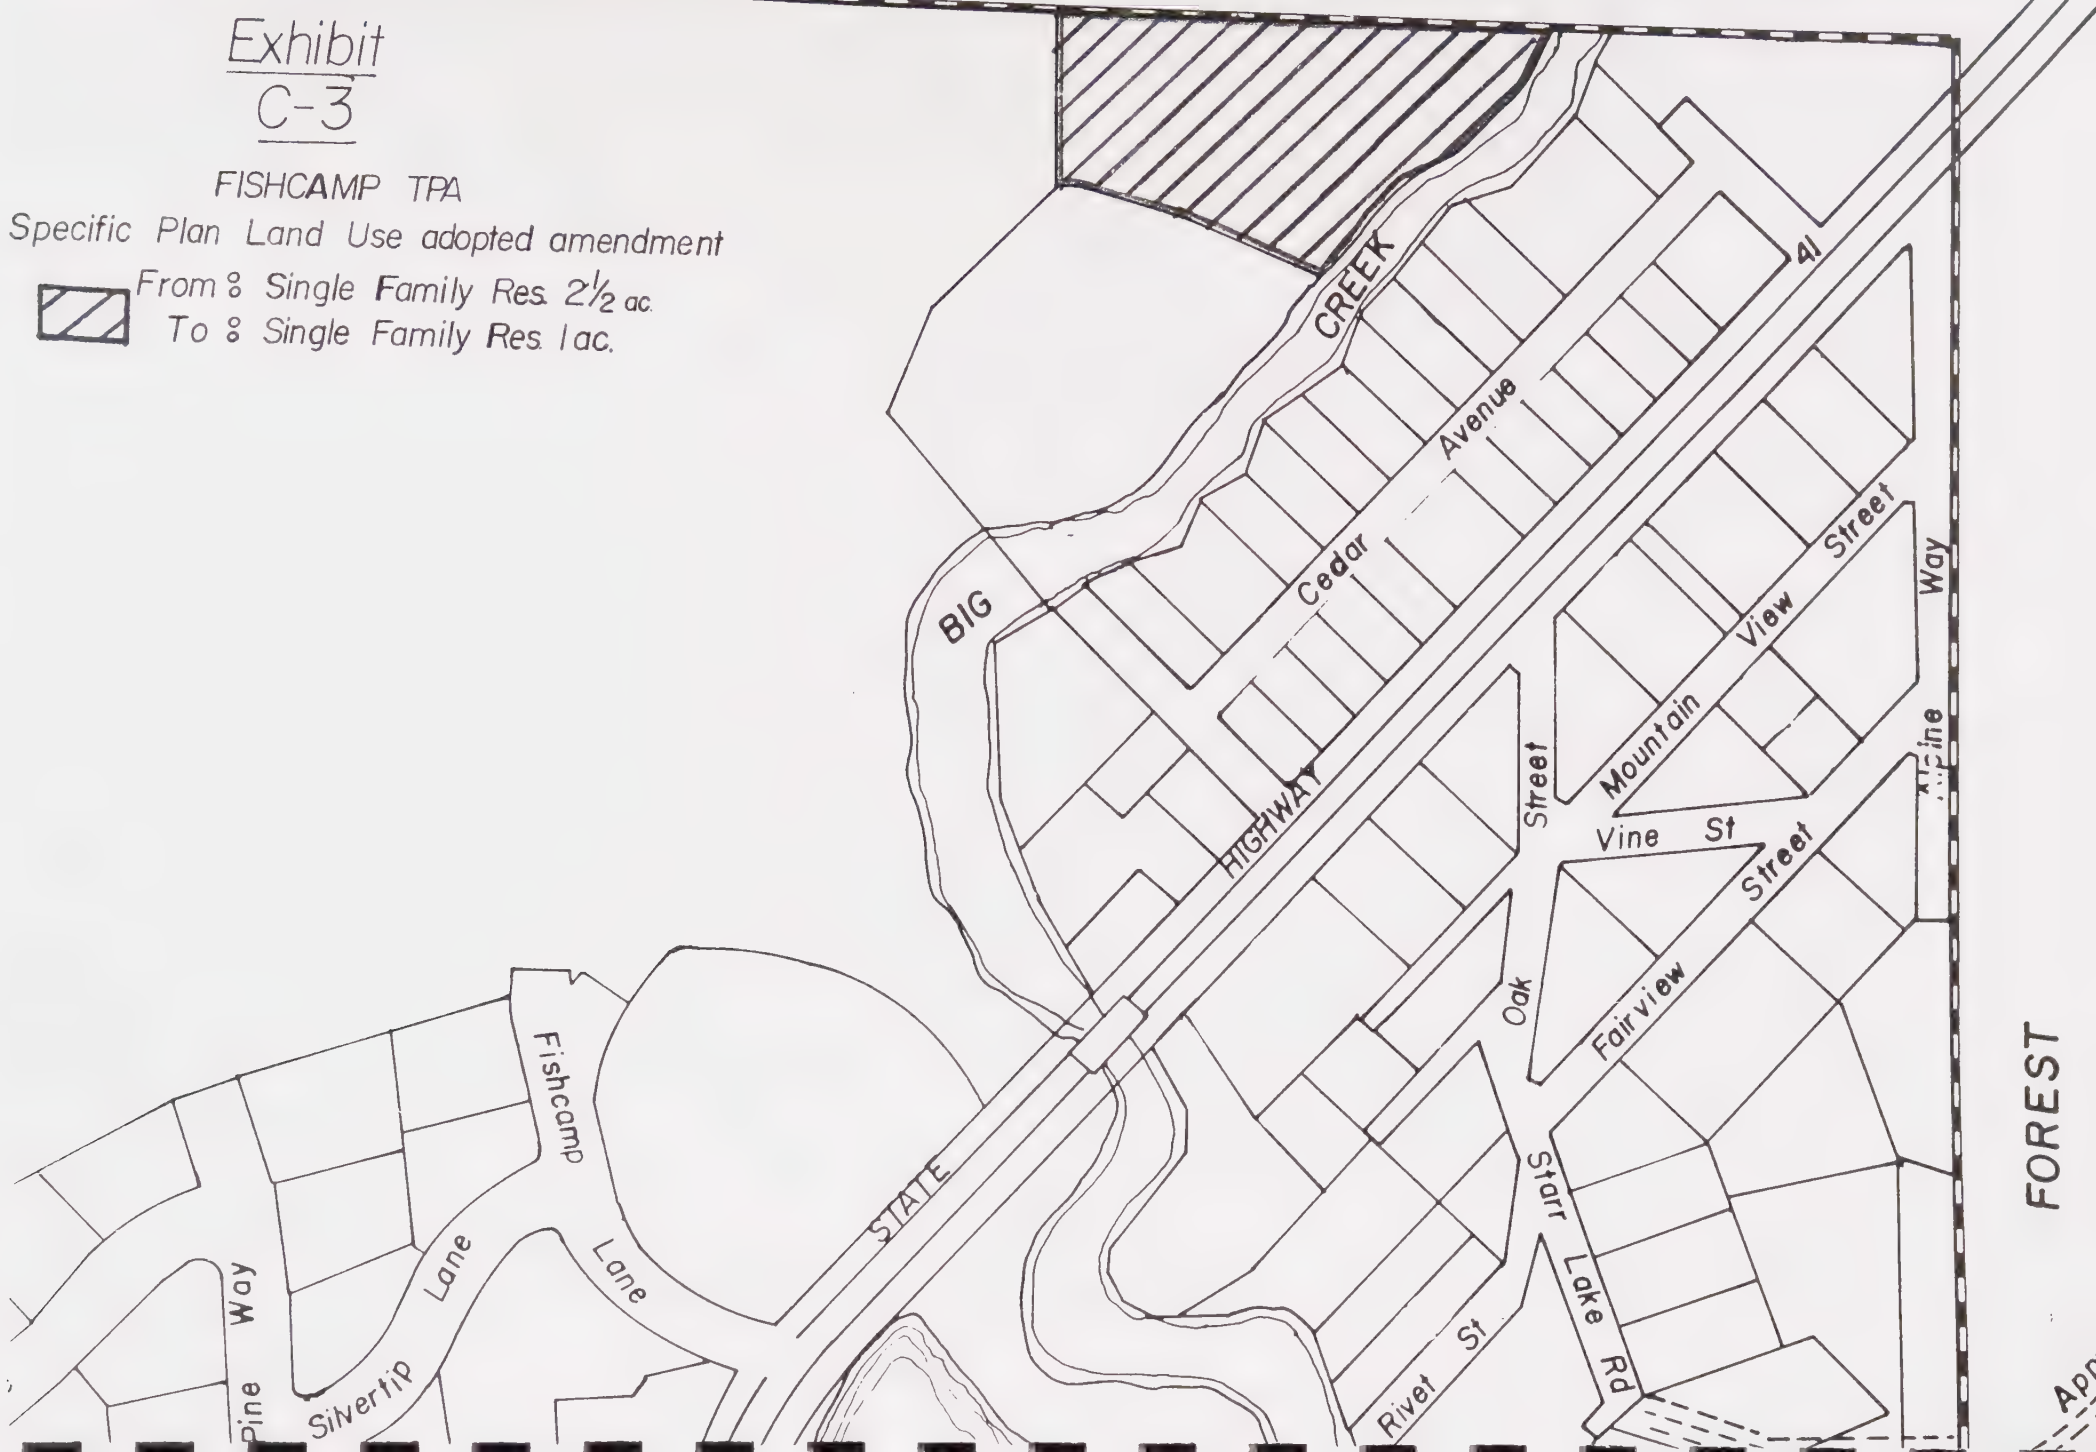 Exhibit
C-3
FISHCAMP TPA
Specific Plan Land Use adopted amendment
From: Single Family Res. 2½ ac.
To: Single Family Res. 1 ac.
CREEK
BIG
41
HIGHWAY
STATE
Cedar Avenue
Mountain View Street
Alpine Way
Vine St
Oak Street
Fairview Street
Starr Lake Rd
Rivet St
Fishcamp Lane
Silvertip Lane
Pine Way
FOREST